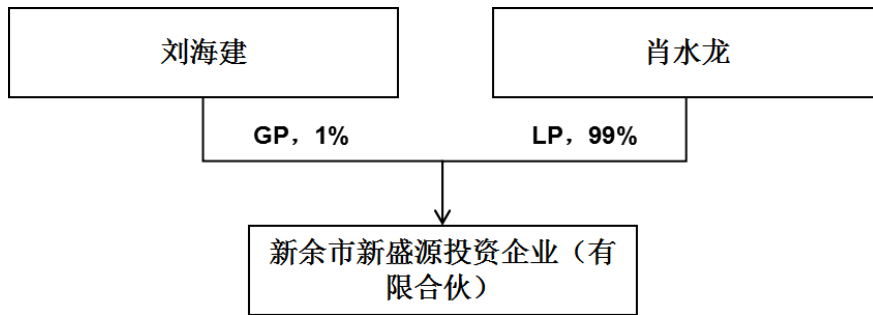 刘海建
肖水龙
GP，1%
LP，99%
新余市新盛源投资企业（有
限合伙）